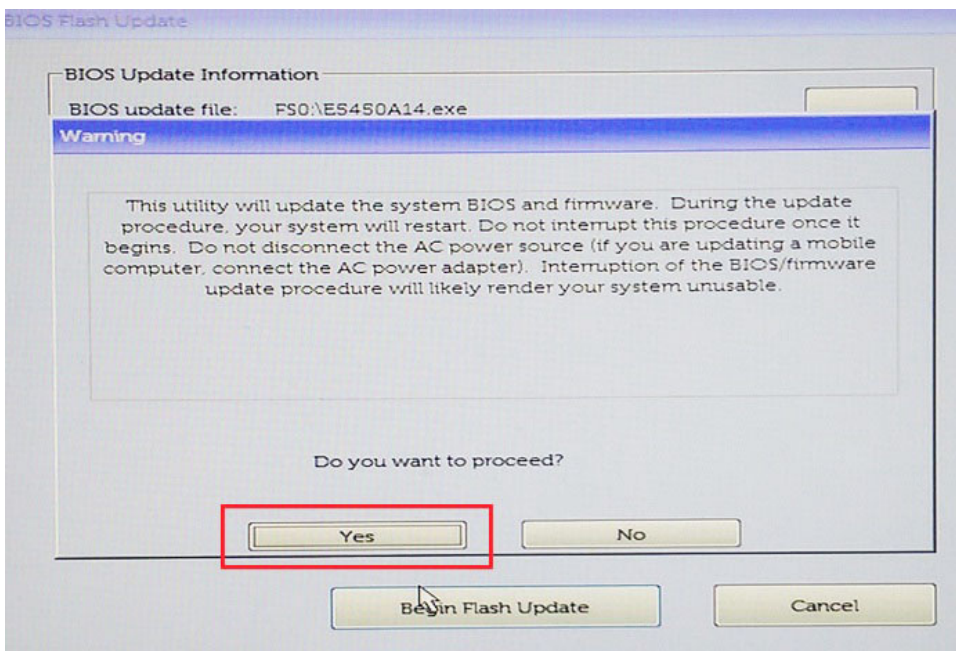 BIOS Flash Update
BIOS Update Information
BIOS update file: FS0:\E5450A14.exe
Warning
This utility will update the system BIOS and firmware. During the update
procedure, your system will restart. Do not interrupt this procedure once it
begins. Do not disconnect the AC power source (if you are updating a mobile
computer, connect the AC power adapter). Interruption of the BIOS/firmware
update procedure will likely render your system unusable.
Do you want to proceed?
Yes No
Begin Flash Update Cancel